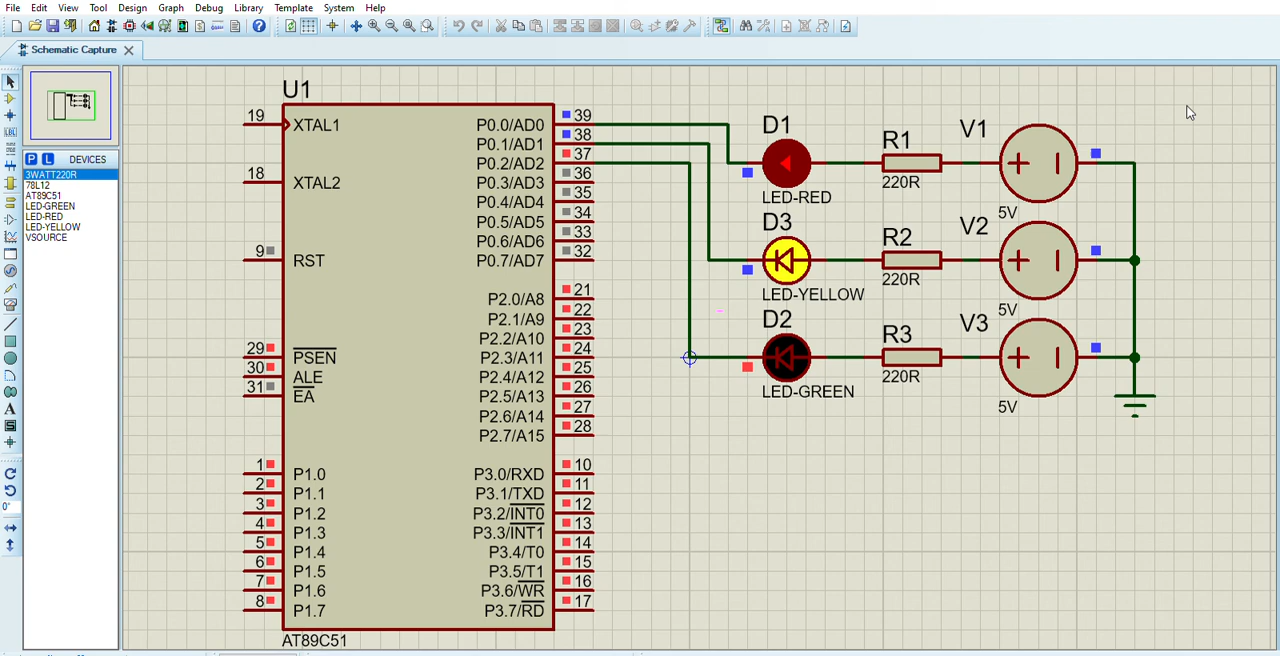 File Edit View Tool Design Graph Debug Library Template System Help
Schematic Capture
P L DEVICES
3WATT220R
78L12
AT89C51
LED-GREEN
LED-RED
LED-YELLOW
VSOURCE
LBL
A
S
0°
U1
19 XTAL1
18 XTAL2
9 RST
29 PSEN
30 ALE
31 EA
1 P1.0
2 P1.1
3 P1.2
4 P1.3
5 P1.4
6 P1.5
7 P1.6
8 P1.7
P0.0/AD0 39
P0.1/AD1 38
P0.2/AD2 37
P0.3/AD3 36
P0.4/AD4 35
P0.5/AD5 34
P0.6/AD6 33
P0.7/AD7 32
P2.0/A8 21
P2.1/A9 22
P2.2/A10 23
P2.3/A11 24
P2.4/A12 25
P2.5/A13 26
P2.6/A14 27
P2.7/A15 28
P3.0/RXD 10
P3.1/TXD 11
P3.2/INT0 12
P3.3/INT1 13
P3.4/T0 14
P3.5/T1 15
P3.6/WR 16
P3.7/RD 17
AT89C51
D1
LED-RED
R1
220R
V1
5V
D3
LED-YELLOW
R2
220R
V2
5V
D2
LED-GREEN
R3
220R
V3
5V